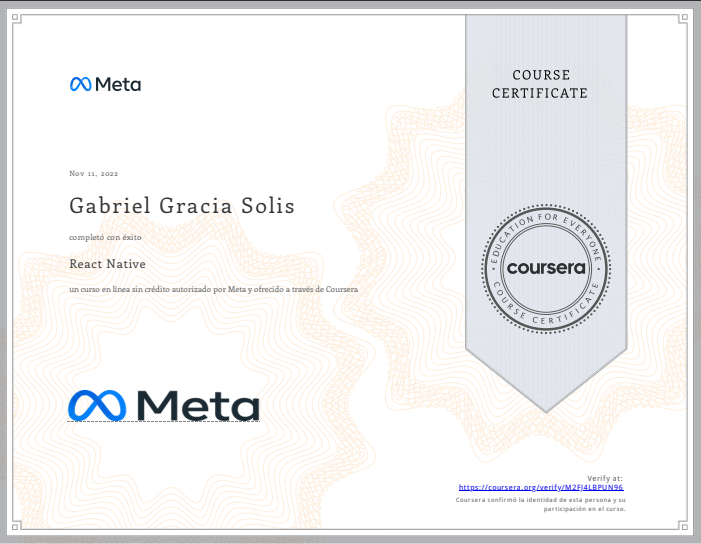 Meta
COURSE
CERTIFICATE
Nov 11, 2022
Gabriel Gracia Solis
completó con éxito
React Native
un curso en línea sin crédito autorizado por Meta y ofrecido a través de Coursera
EDUCATION FOR EVERYONE
coursera
COURSE CERTIFICATE
Meta
Verify at:
https://coursera.org/verify/M2FJ4LBPUN96
Coursera confirmó la identidad de esta persona y su
participación en el curso.